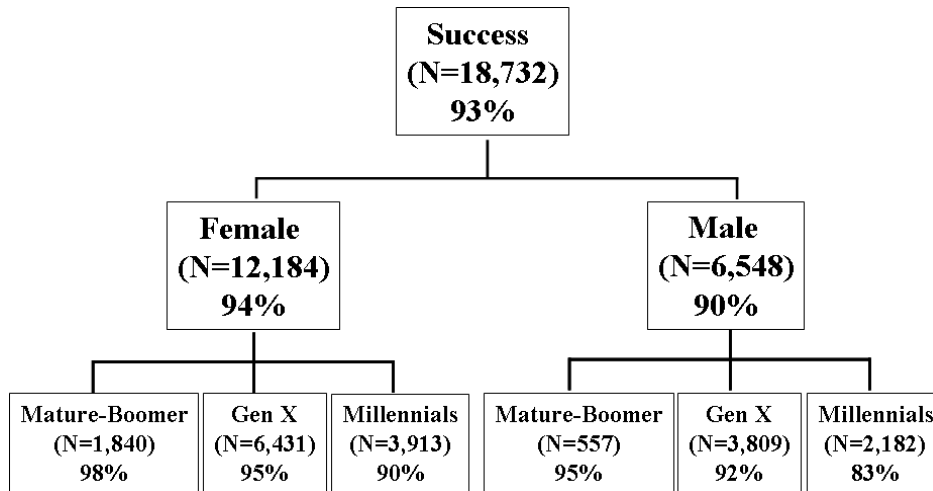 Success
(N=18,732)
93%
Female
(N=12,184)
94%
Male
(N=6,548)
90%
Mature-Boomer
(N=1,840)
98%
Gen X
(N=6,431)
95%
Millennials
(N=3,913)
90%
Mature-Boomer
(N=557)
95%
Gen X
(N=3,809)
92%
Millennials
(N=2,182)
83%